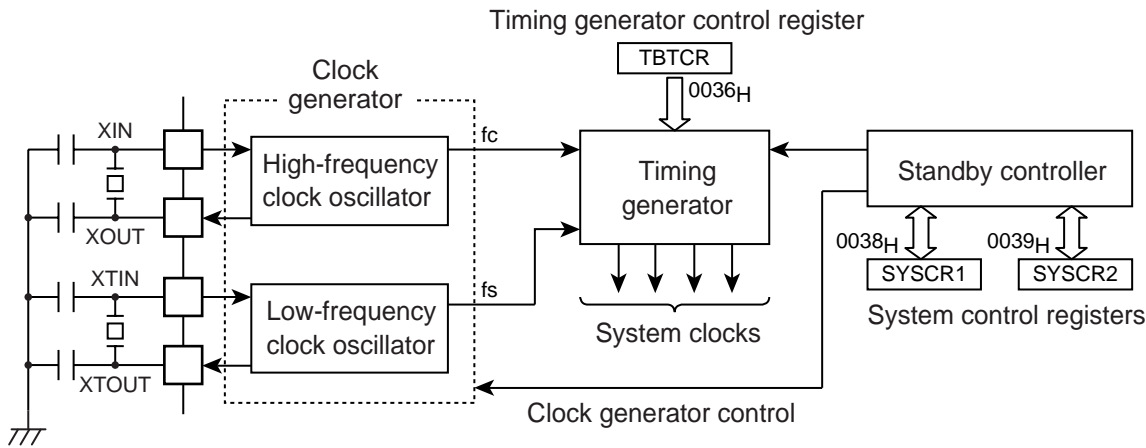 Timing generator control register
TBTCR
0036H
Clock
generator
XIN
XOUT
XTIN
XTOUT
High-frequency
clock oscillator
fc
Low-frequency
clock oscillator
fs
Timing
generator
System clocks
Standby controller
0038H
0039H
SYSCR1
SYSCR2
System control registers
Clock generator control